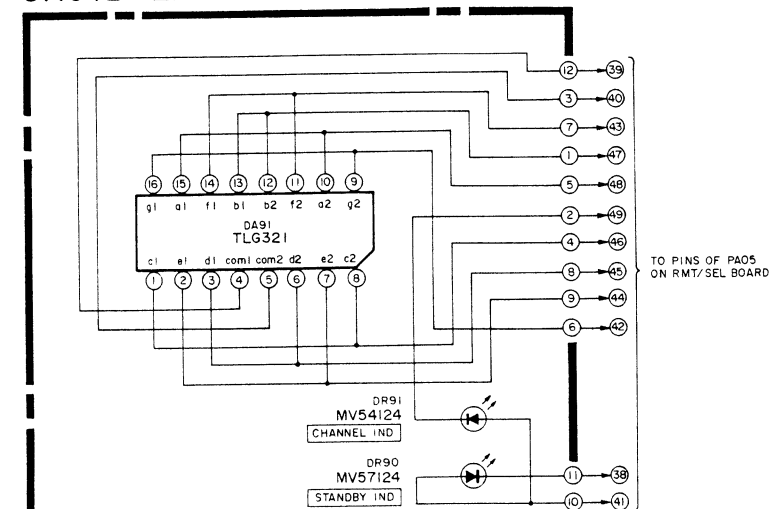 12 39
3 40
7 43
1 47
5 48
2 49
4 46
8 45
9 44
6 42
TO PINS OF PA05
ON RMT/SEL BOARD
16 15 14 13 12 11 10 9
g1 a1 f1 b1 b2 f2 a2 g2
DA91
TLG321
c1 e1 d1 com1 com2 d2 e2 c2
1 2 3 4 5 6 7 8
DR91
MV54124
CHANNEL IND
DR90
MV57124
STANDBY IND
11 38
10 41